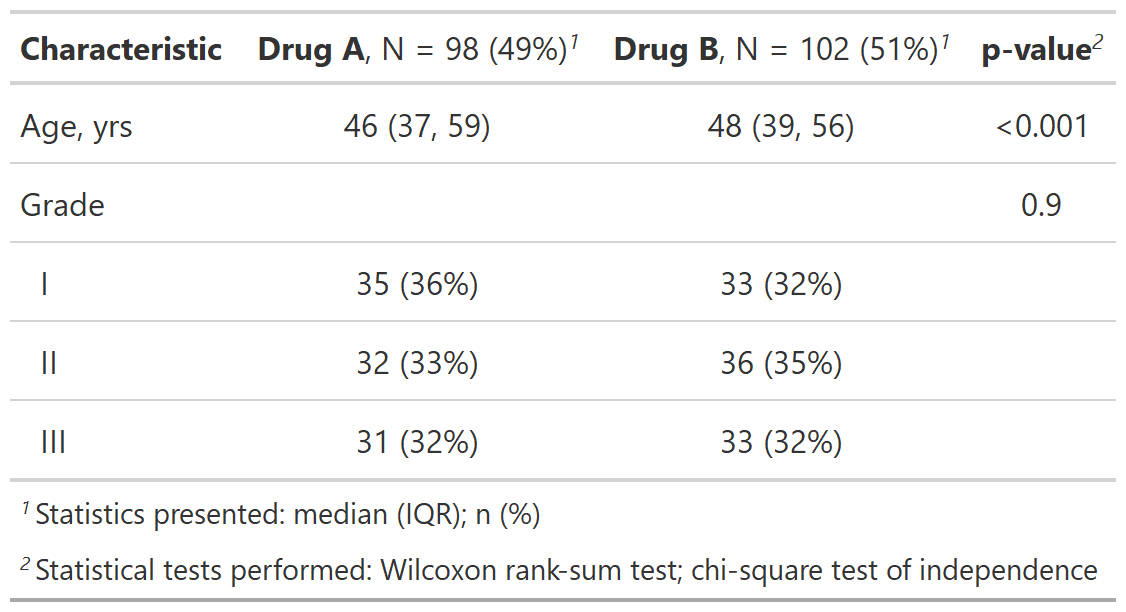 Characteristic Drug A, N = 98 (49%)1 Drug B, N = 102 (51%)1 p-value2
Age, yrs 46 (37, 59) 48 (39, 56) <0.001
Grade 0.9
I 35 (36%) 33 (32%)
II 32 (33%) 36 (35%)
III 31 (32%) 33 (32%)
1 Statistics presented: median (IQR); n (%)
2 Statistical tests performed: Wilcoxon rank-sum test; chi-square test of independence